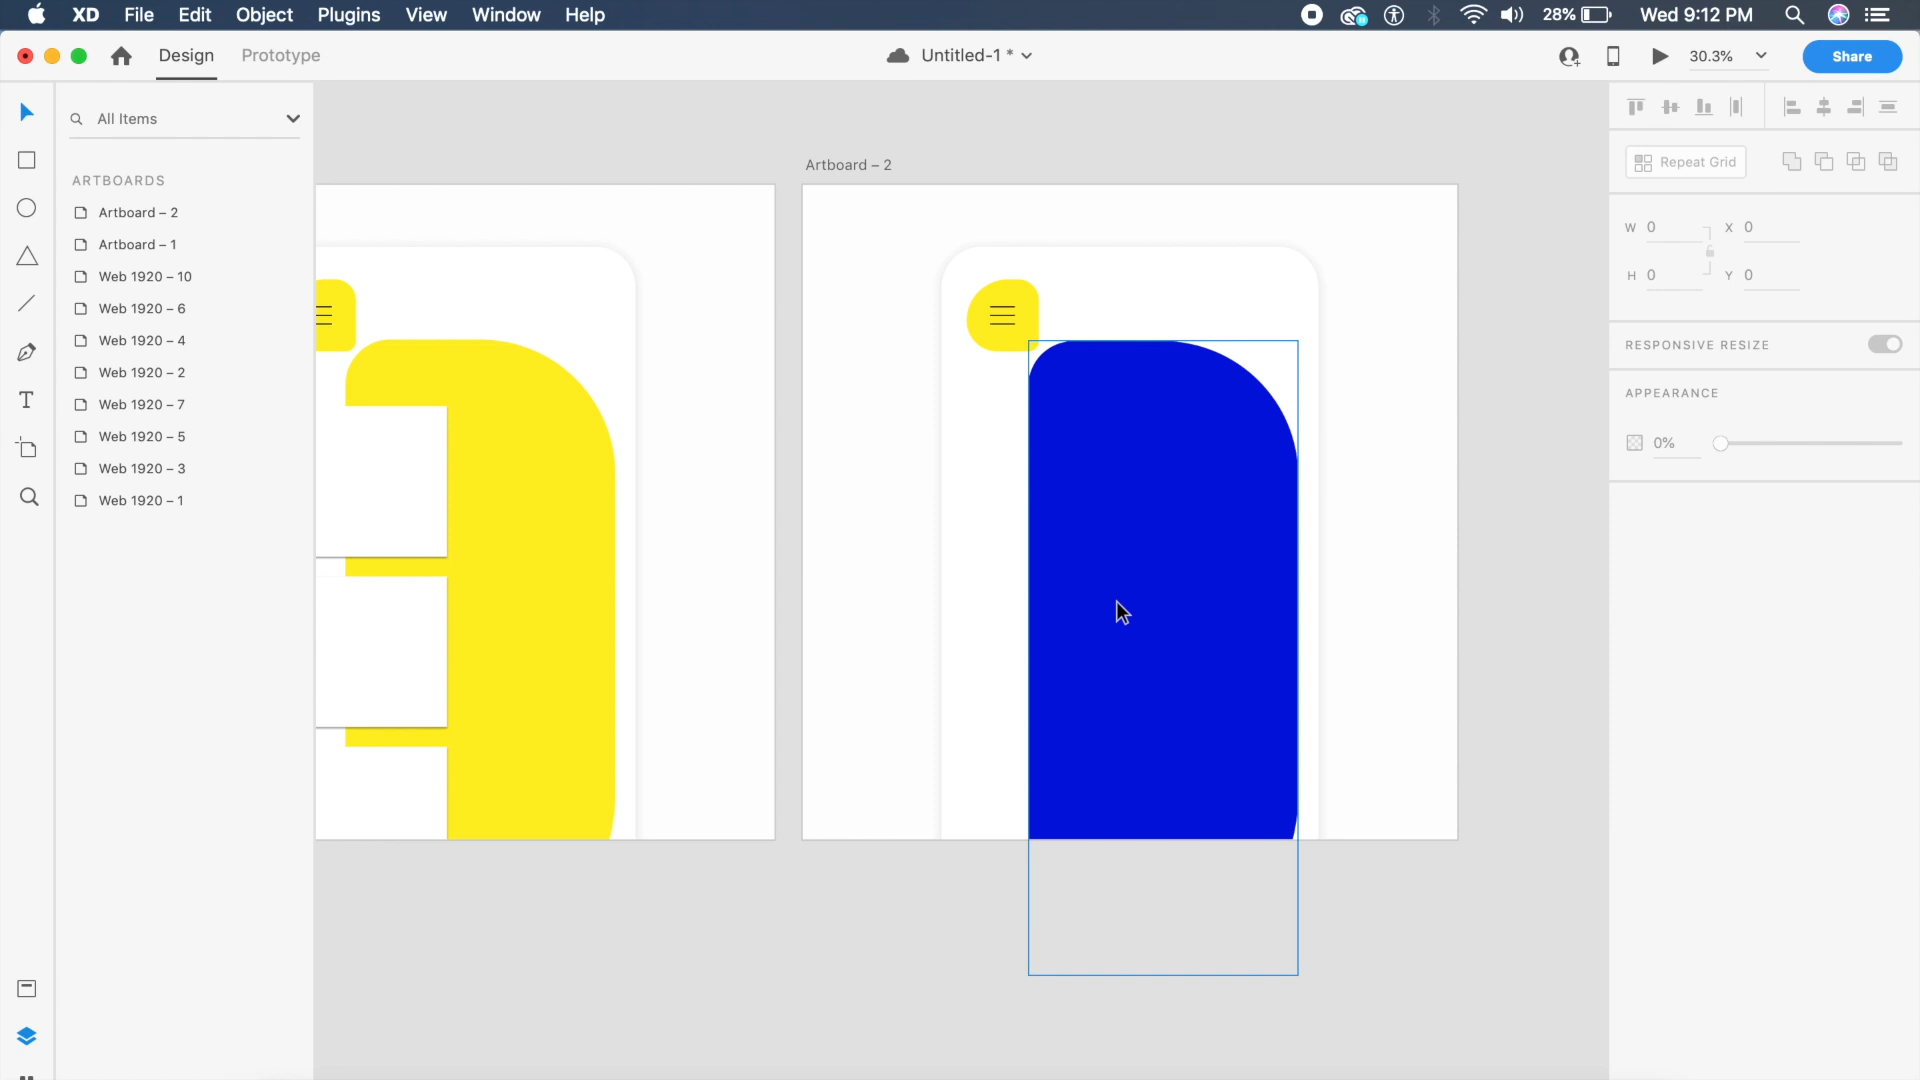 XD File Edit Object Plugins View Window Help 28% Wed 9:12 PM
Design Prototype Untitled-1 * 30.3% Share
All Items
ARTBOARDS
Artboard – 2
Artboard – 1
Web 1920 – 10
Web 1920 – 6
Web 1920 – 4
Web 1920 – 2
Web 1920 – 7
Web 1920 – 5
Web 1920 – 3
Web 1920 – 1
Artboard – 2
Repeat Grid
W 0 X 0
H 0 Y 0
RESPONSIVE RESIZE
APPEARANCE
0%